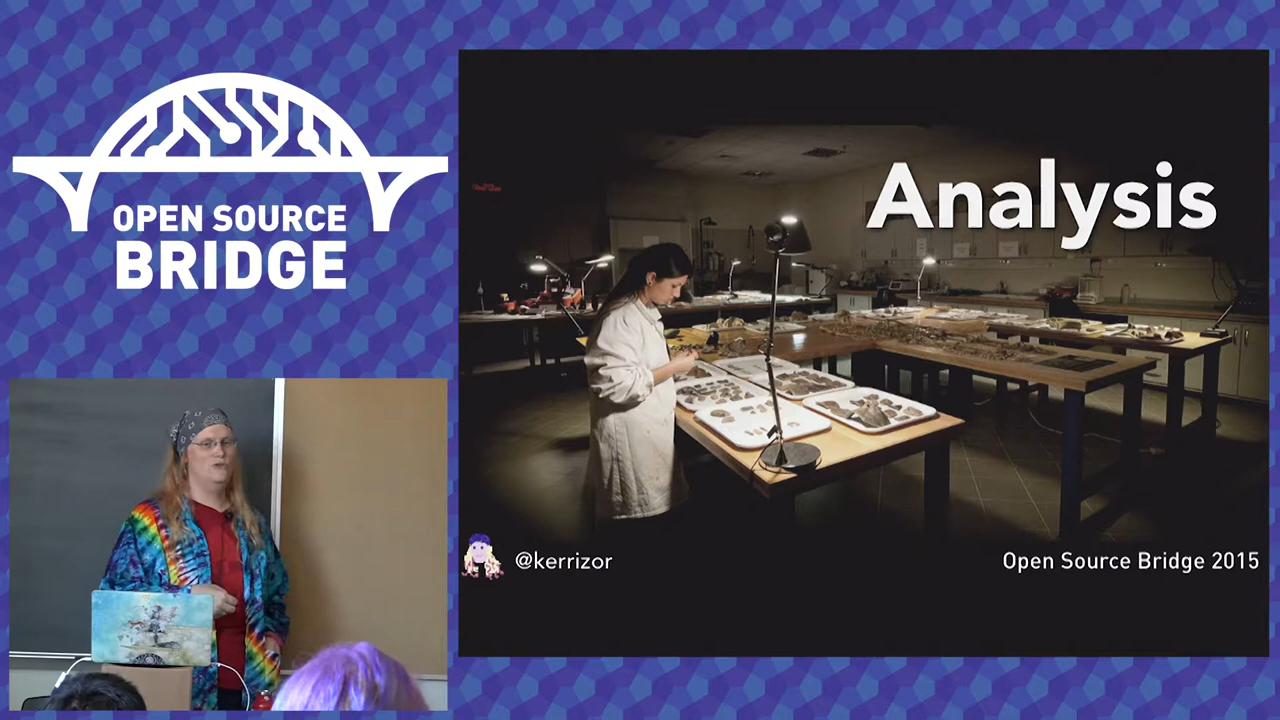 OPEN SOURCE
BRIDGE
Analysis
@kerrizor
Open Source Bridge 2015